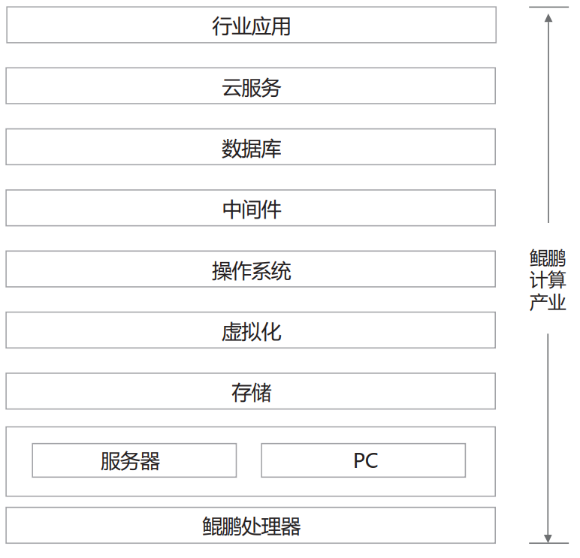 行业应用
云服务
数据库
中间件
操作系统
虚拟化
存储
服务器
PC
鲲鹏处理器
鲲鹏
计算
产业